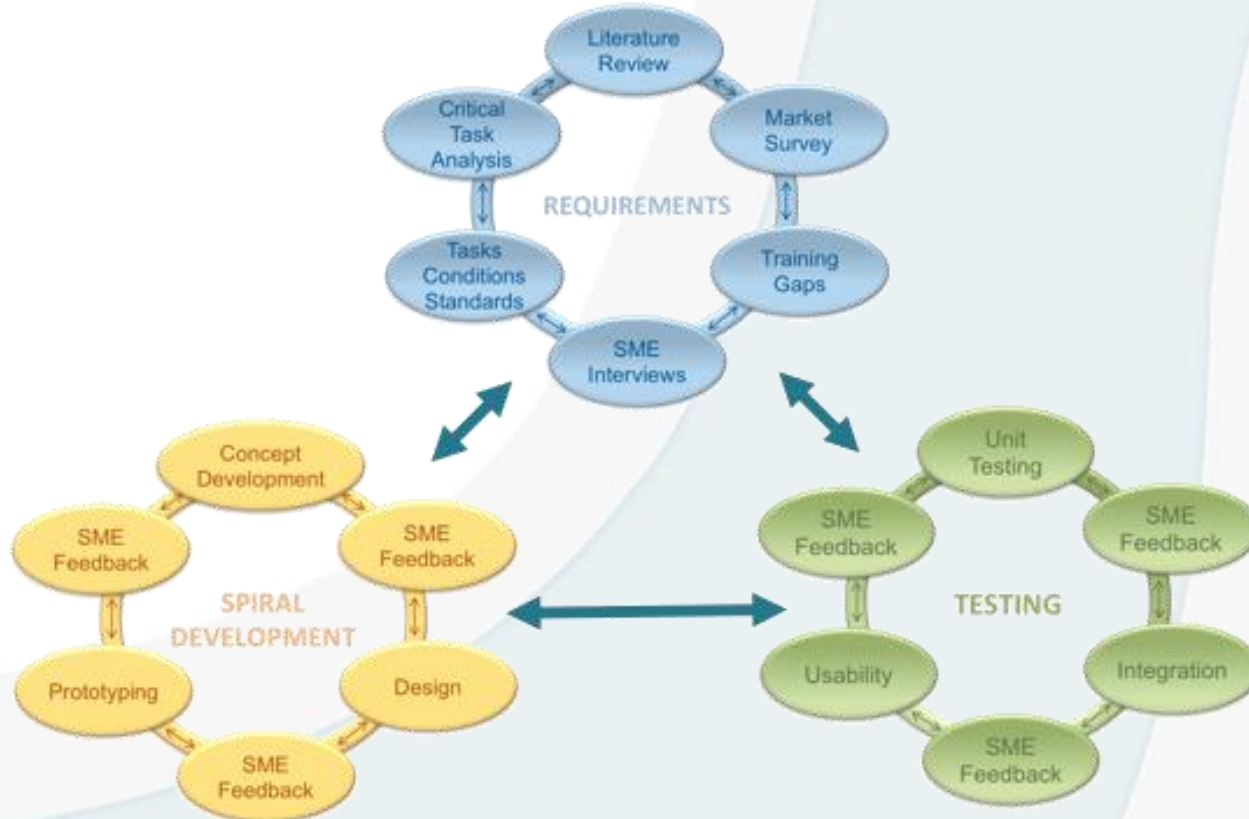 Literature
Review
Critical
Task
Analysis
Market
Survey
REQUIREMENTS
Tasks
Conditions
Standards
Training
Gaps
SME
Interviews
Concept
Development
SME
Feedback
SME
Feedback
SPIRAL
DEVELOPMENT
Prototyping
Design
SME
Feedback
Unit
Testing
SME
Feedback
SME
Feedback
TESTING
Usability
Integration
SME
Feedback